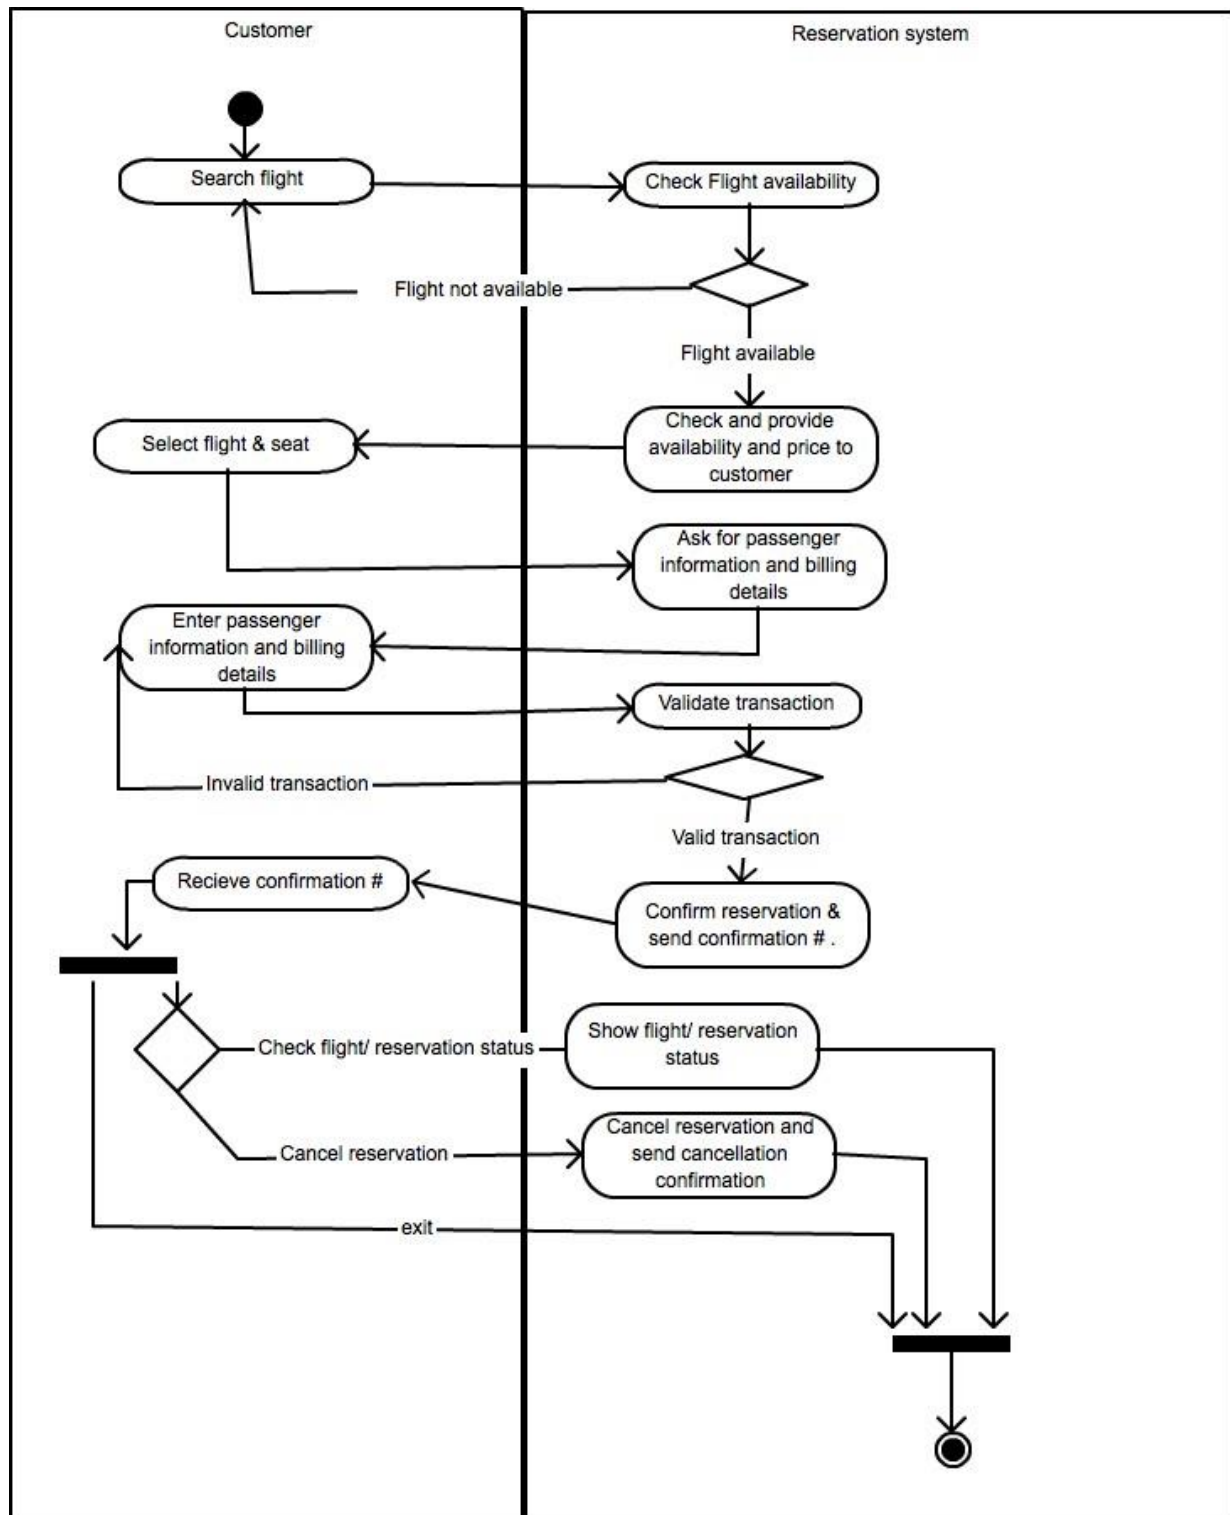 Customer
Reservation system
Search flight
Check Flight availability
Flight not available
Flight available
Select flight & seat
Check and provide
availability and price to
customer
Ask for passenger
information and billing
details
Enter passenger
information and billing
details
Validate transaction
Invalid transaction
Valid transaction
Recieve confirmation #
Confirm reservation &
send confirmation # .
Check flight/ reservation status
Show flight/ reservation
status
Cancel reservation
Cancel reservation and
send cancellation
confirmation
exit